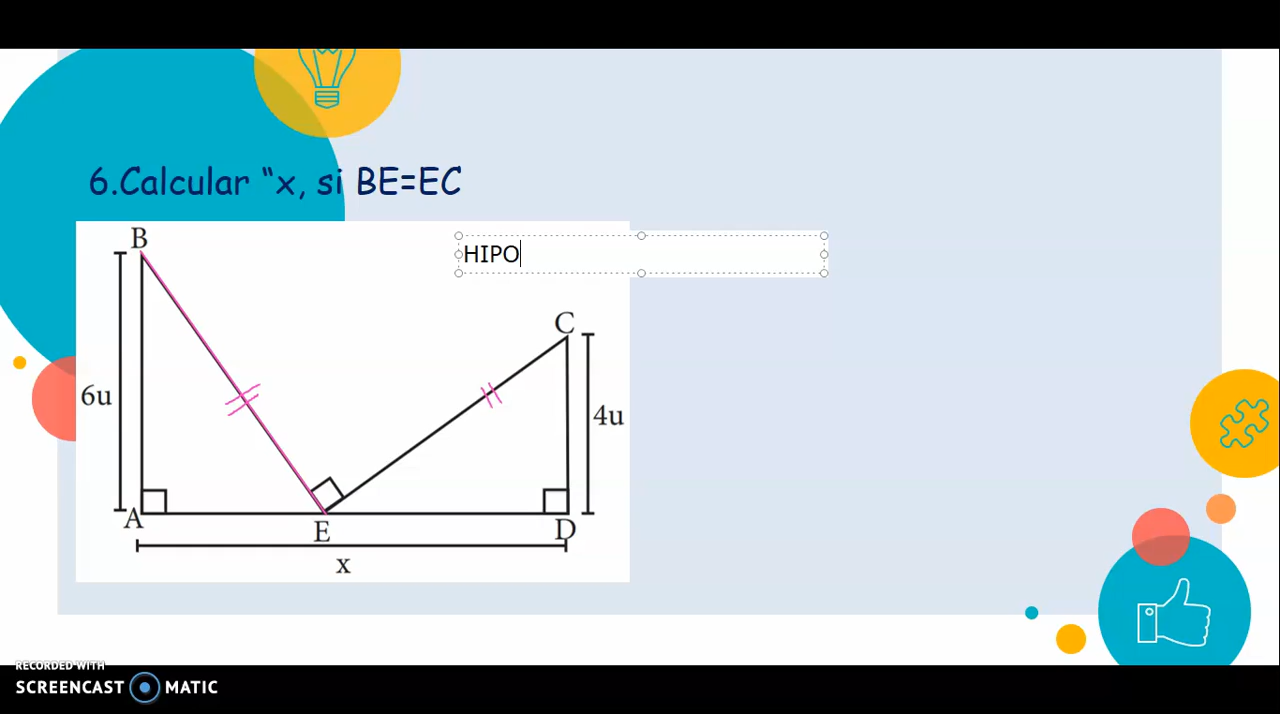 6.Calcular “x, si BE=EC
HIPO
B
C
6u
4u
A
E
D
x
RECORDED WITH
SCREENCAST MATIC